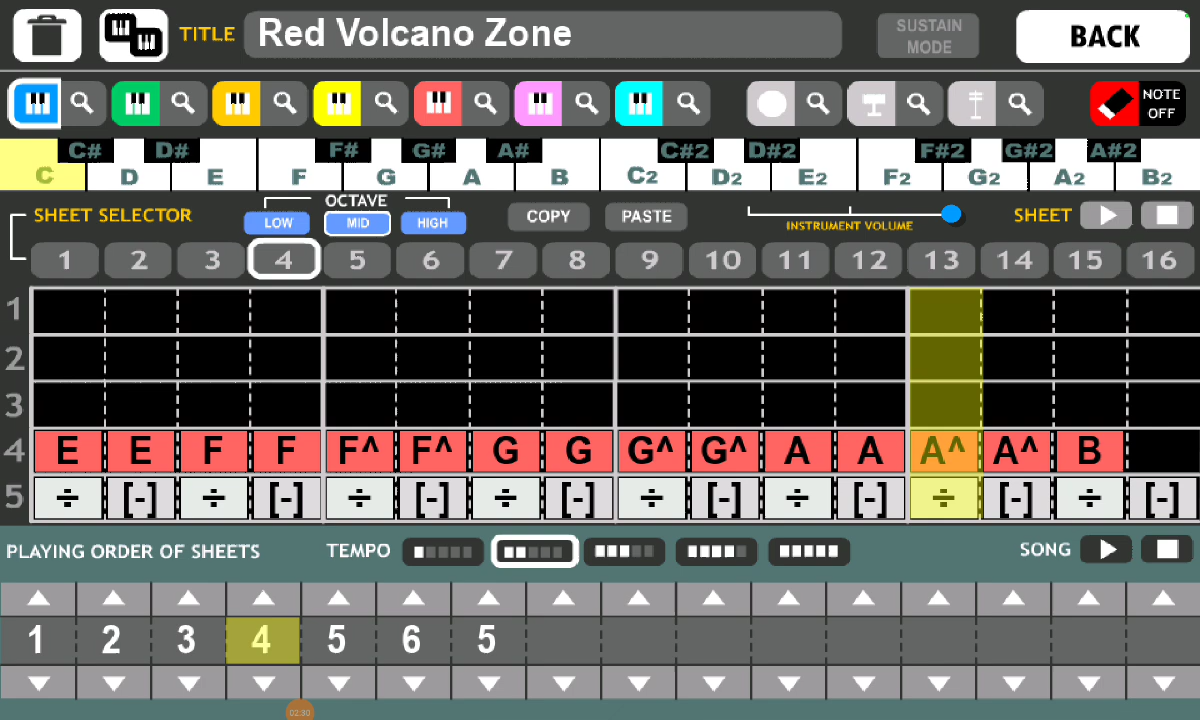 TITLE Red Volcano Zone SUSTAIN MODE BACK
NOTE OFF
C# D# F# G# A# C#2 D#2 F#2 G#2 A#2
C D E F G A B C2 D2 E2 F2 G2 A2 B2
SHEET SELECTOR OCTAVE LOW MID HIGH COPY PASTE INSTRUMENT VOLUME SHEET
1 2 3 4 5 6 7 8 9 10 11 12 13 14 15 16
1
2
3
4 E E F F F^ F^ G G G^ G^ A A A^ A^ B
5 ÷ [-] ÷ [-] ÷ [-] ÷ [-] ÷ [-] ÷ [-] ÷ [-] ÷ [-]
PLAYING ORDER OF SHEETS TEMPO SONG
1 2 3 4 5 6 5
02:30